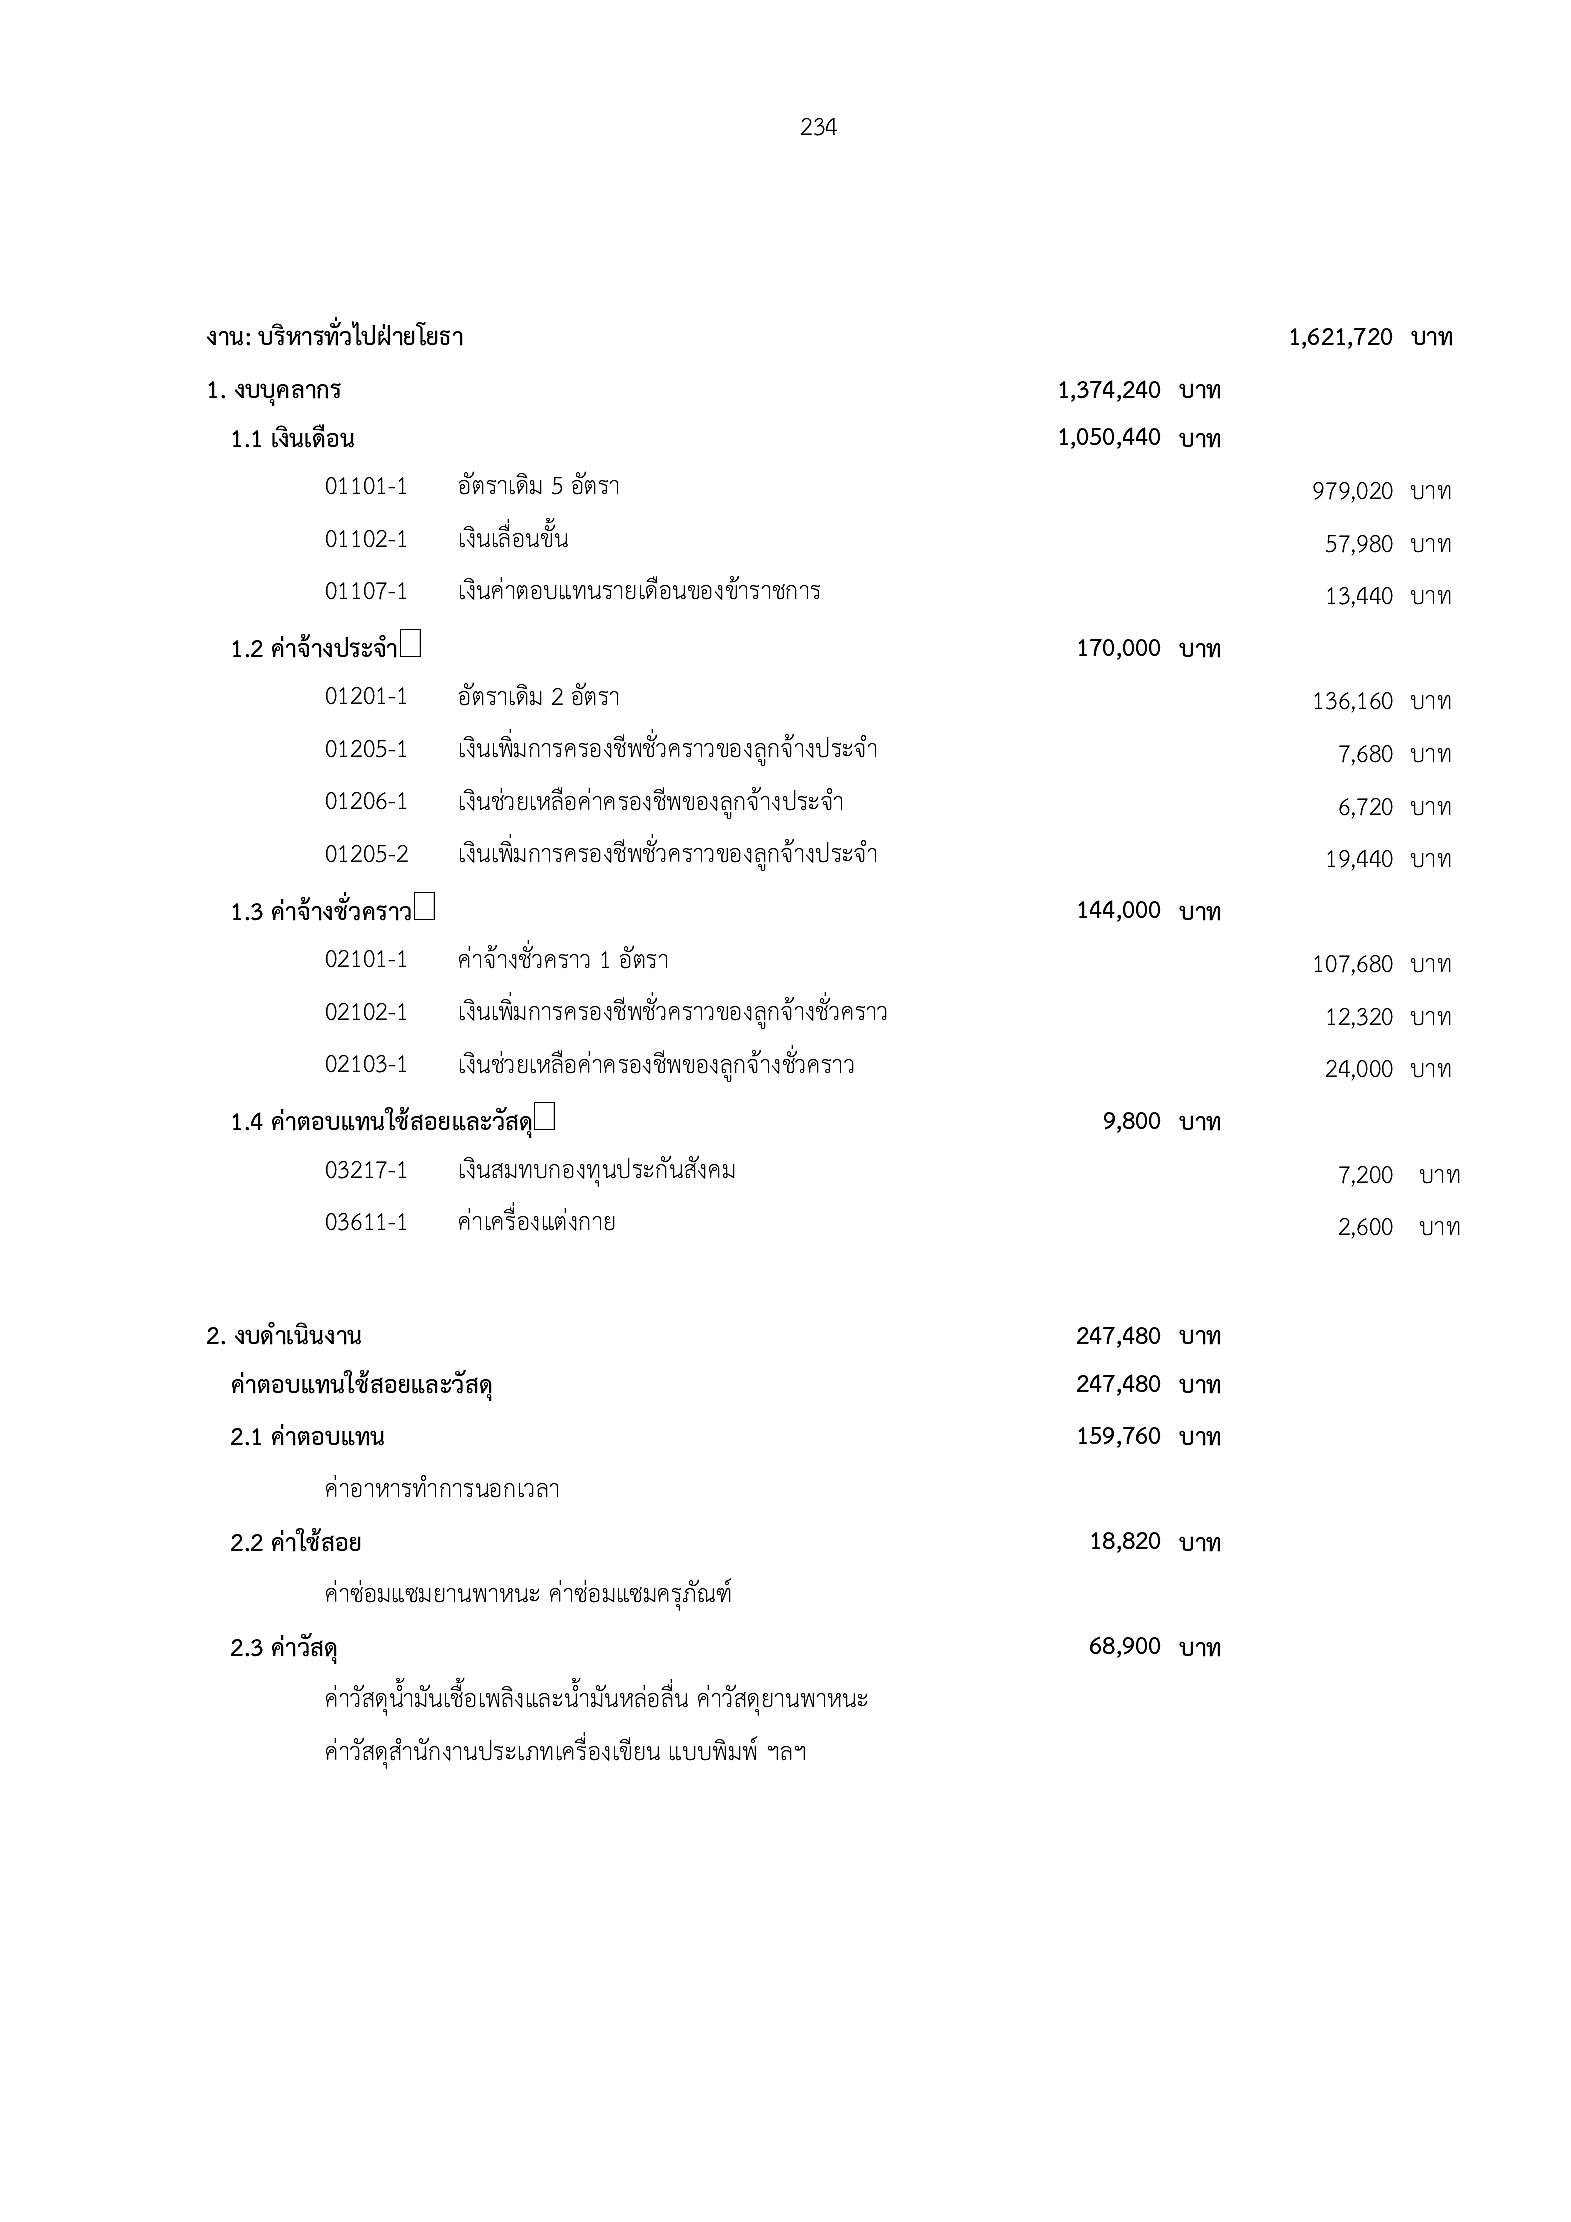 234
งาน: บริหารทั่วไปฝ่ายโยธา 1,621,720 บาท
1. งบบุคลากร 1,374,240 บาท
1.1 เงินเดือน 1,050,440 บาท
01101-1 อัตราเดิม 5 อัตรา 979,020 บาท
01102-1 เงินเลื่อนขั้น 57,980 บาท
01107-1 เงินค่าตอบแทนรายเดือนของข้าราชการ 13,440 บาท
1.2 ค่าจ้างประจำ 170,000 บาท
01201-1 อัตราเดิม 2 อัตรา 136,160 บาท
01205-1 เงินเพิ่มการครองชีพชั่วคราวของลูกจ้างประจำ 7,680 บาท
01206-1 เงินช่วยเหลือค่าครองชีพของลูกจ้างประจำ 6,720 บาท
01205-2 เงินเพิ่มการครองชีพชั่วคราวของลูกจ้างประจำ 19,440 บาท
1.3 ค่าจ้างชั่วคราว 144,000 บาท
02101-1 ค่าจ้างชั่วคราว 1 อัตรา 107,680 บาท
02102-1 เงินเพิ่มการครองชีพชั่วคราวของลูกจ้างชั่วคราว 12,320 บาท
02103-1 เงินช่วยเหลือค่าครองชีพของลูกจ้างชั่วคราว 24,000 บาท
1.4 ค่าตอบแทนใช้สอยและวัสดุ 9,800 บาท
03217-1 เงินสมทบกองทุนประกันสังคม 7,200 บาท
03611-1 ค่าเครื่องแต่งกาย 2,600 บาท
2. งบดำเนินงาน 247,480 บาท
ค่าตอบแทนใช้สอยและวัสดุ 247,480 บาท
2.1 ค่าตอบแทน 159,760 บาท
ค่าอาหารทำการนอกเวลา
2.2 ค่าใช้สอย 18,820 บาท
ค่าซ่อมแซมยานพาหนะ ค่าซ่อมแซมครุภัณฑ์
2.3 ค่าวัสดุ 68,900 บาท
ค่าวัสดุน้ำมันเชื้อเพลิงและน้ำมันหล่อลื่น ค่าวัสดุยานพาหนะ
ค่าวัสดุสำนักงานประเภทเครื่องเขียน แบบพิมพ์ ฯลฯ